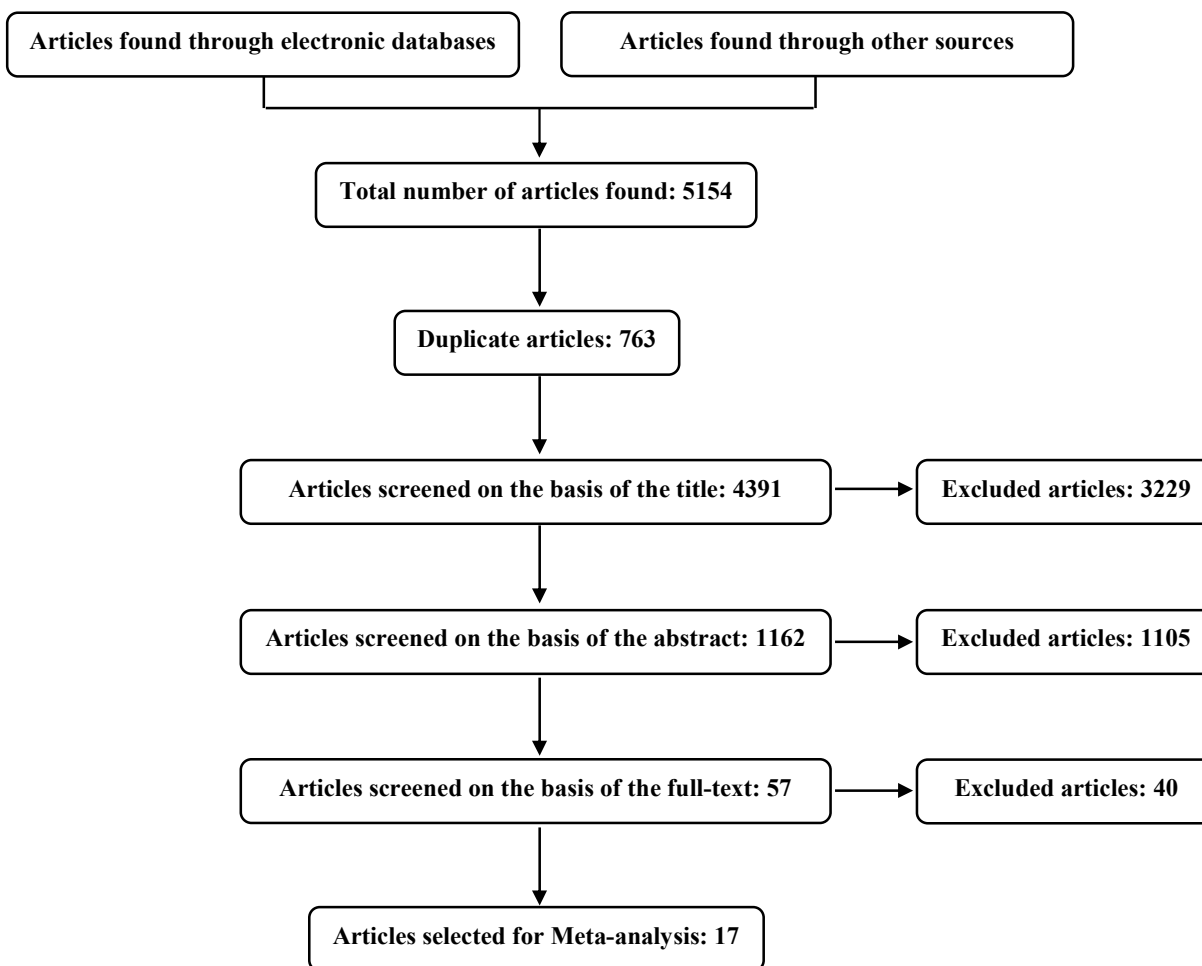 Articles found through electronic databases
Articles found through other sources
Total number of articles found: 5154
Duplicate articles: 763
Articles screened on the basis of the title: 4391
Excluded articles: 3229
Articles screened on the basis of the abstract: 1162
Excluded articles: 1105
Articles screened on the basis of the full-text: 57
Excluded articles: 40
Articles selected for Meta-analysis: 17